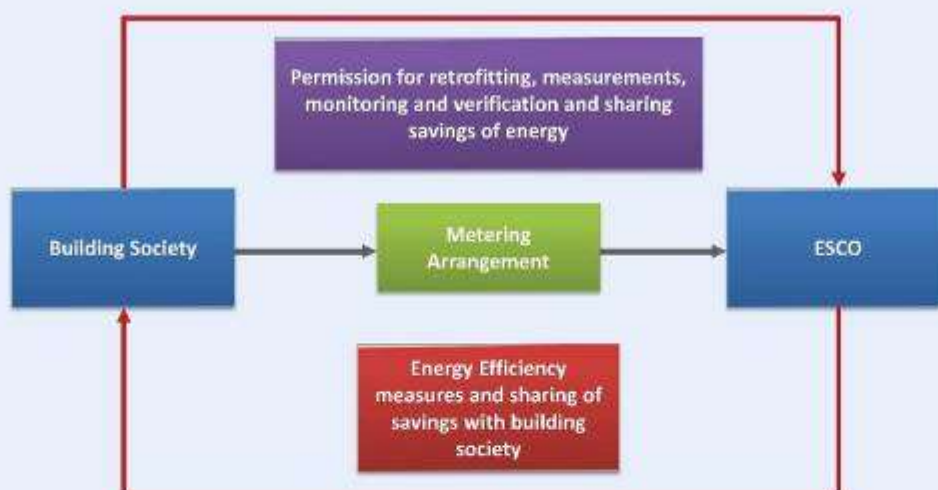 Permission for retrofitting, measurements,
monitoring and verification and sharing
savings of energy
Building Society
Metering
Arrangement
ESCO
Energy Efficiency
measures and sharing of
savings with building
society